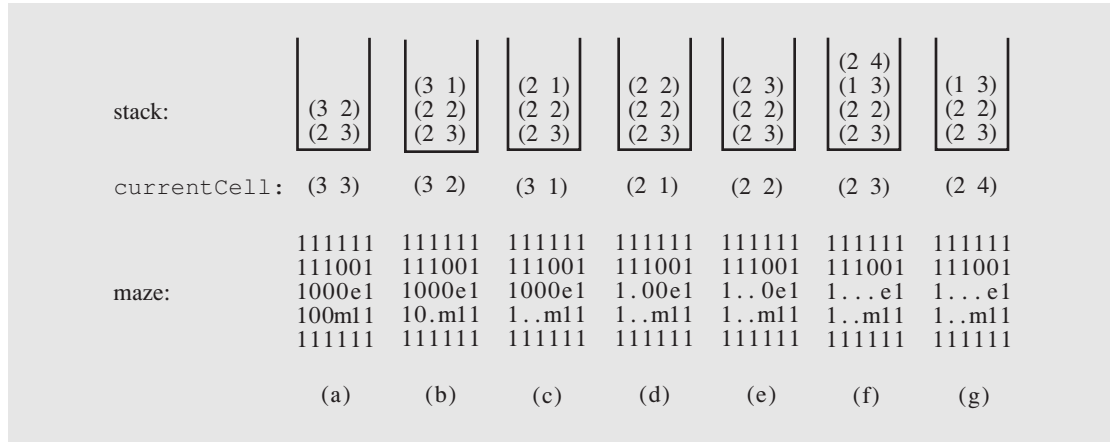 (2 4)
(3 1) (2 1) (2 2) (2 3) (1 3) (1 3)
stack: (3 2) (2 2) (2 2) (2 2) (2 2) (2 2) (2 2)
(2 3) (2 3) (2 3) (2 3) (2 3) (2 3) (2 3)
currentCell: (3 3) (3 2) (3 1) (2 1) (2 2) (2 3) (2 4)
111111 111111 111111 111111 111111 111111 111111
111001 111001 111001 111001 111001 111001 111001
maze: 1000e1 1000e1 1000e1 1.00e1 1..0e1 1...e1 1...e1
100m11 10.m11 1..m11 1..m11 1..m11 1..m11 1..m11
111111 111111 111111 111111 111111 111111 111111
(a) (b) (c) (d) (e) (f) (g)